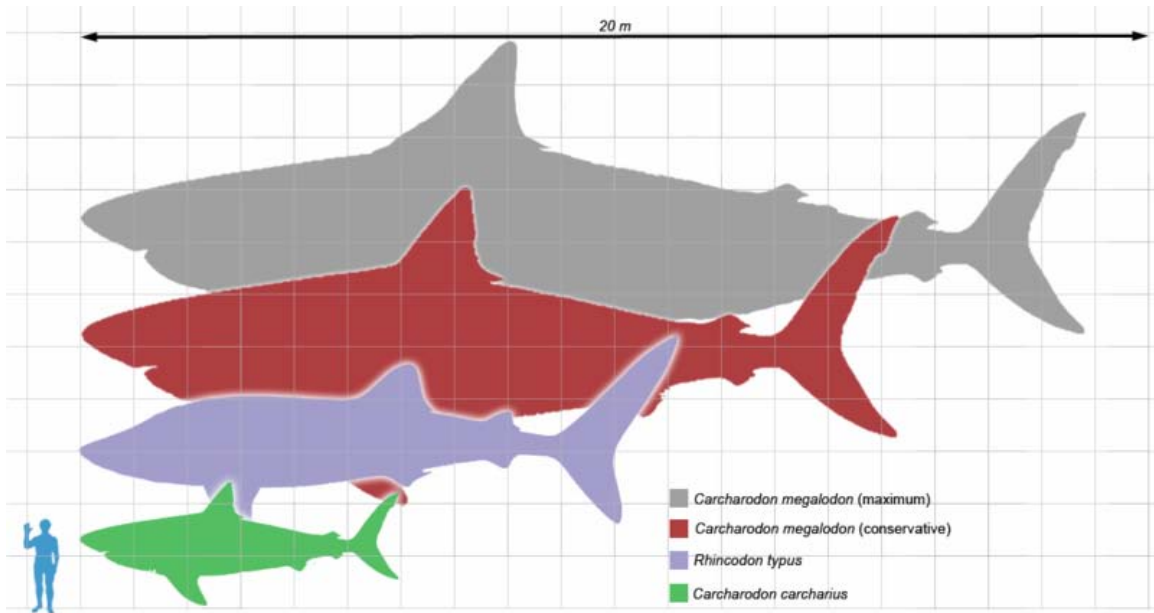 20 m
Carcharodon megalodon (maximum)
Carcharodon megalodon (conservative)
Rhincodon typus
Carcharodon carcharius